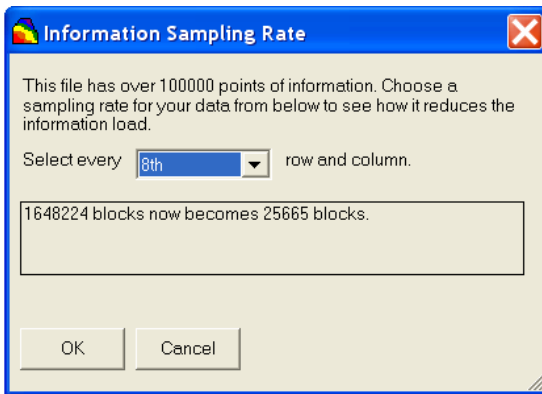 Information Sampling Rate
This file has over 100000 points of information. Choose a
sampling rate for your data from below to see how it reduces the
information load.
Select every 8th row and column.
1648224 blocks now becomes 25665 blocks.
OK Cancel